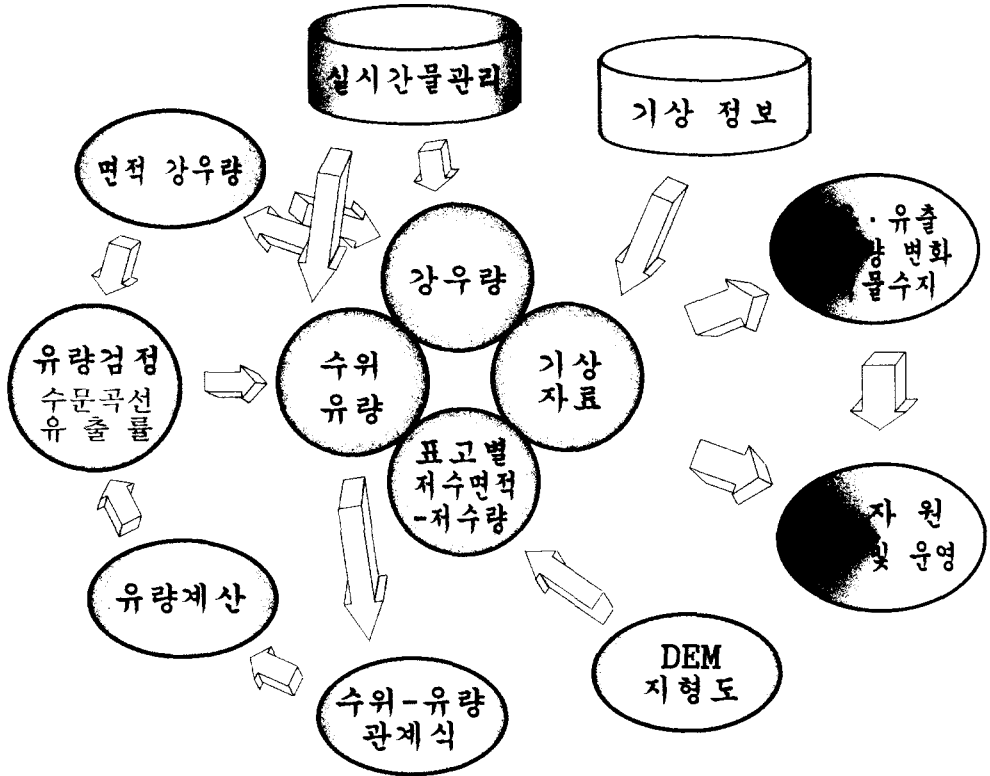 실시간물관리
기상 정보
면적 강우량
· 유출
량 변화
물수지
강우량
유량검정
수문곡선
유 출 률
수위
유량
기상
자료
표고별
저수면적
-저수량
자 원
및 운영
유량계산
DEM
지형도
수위-유량
관계식